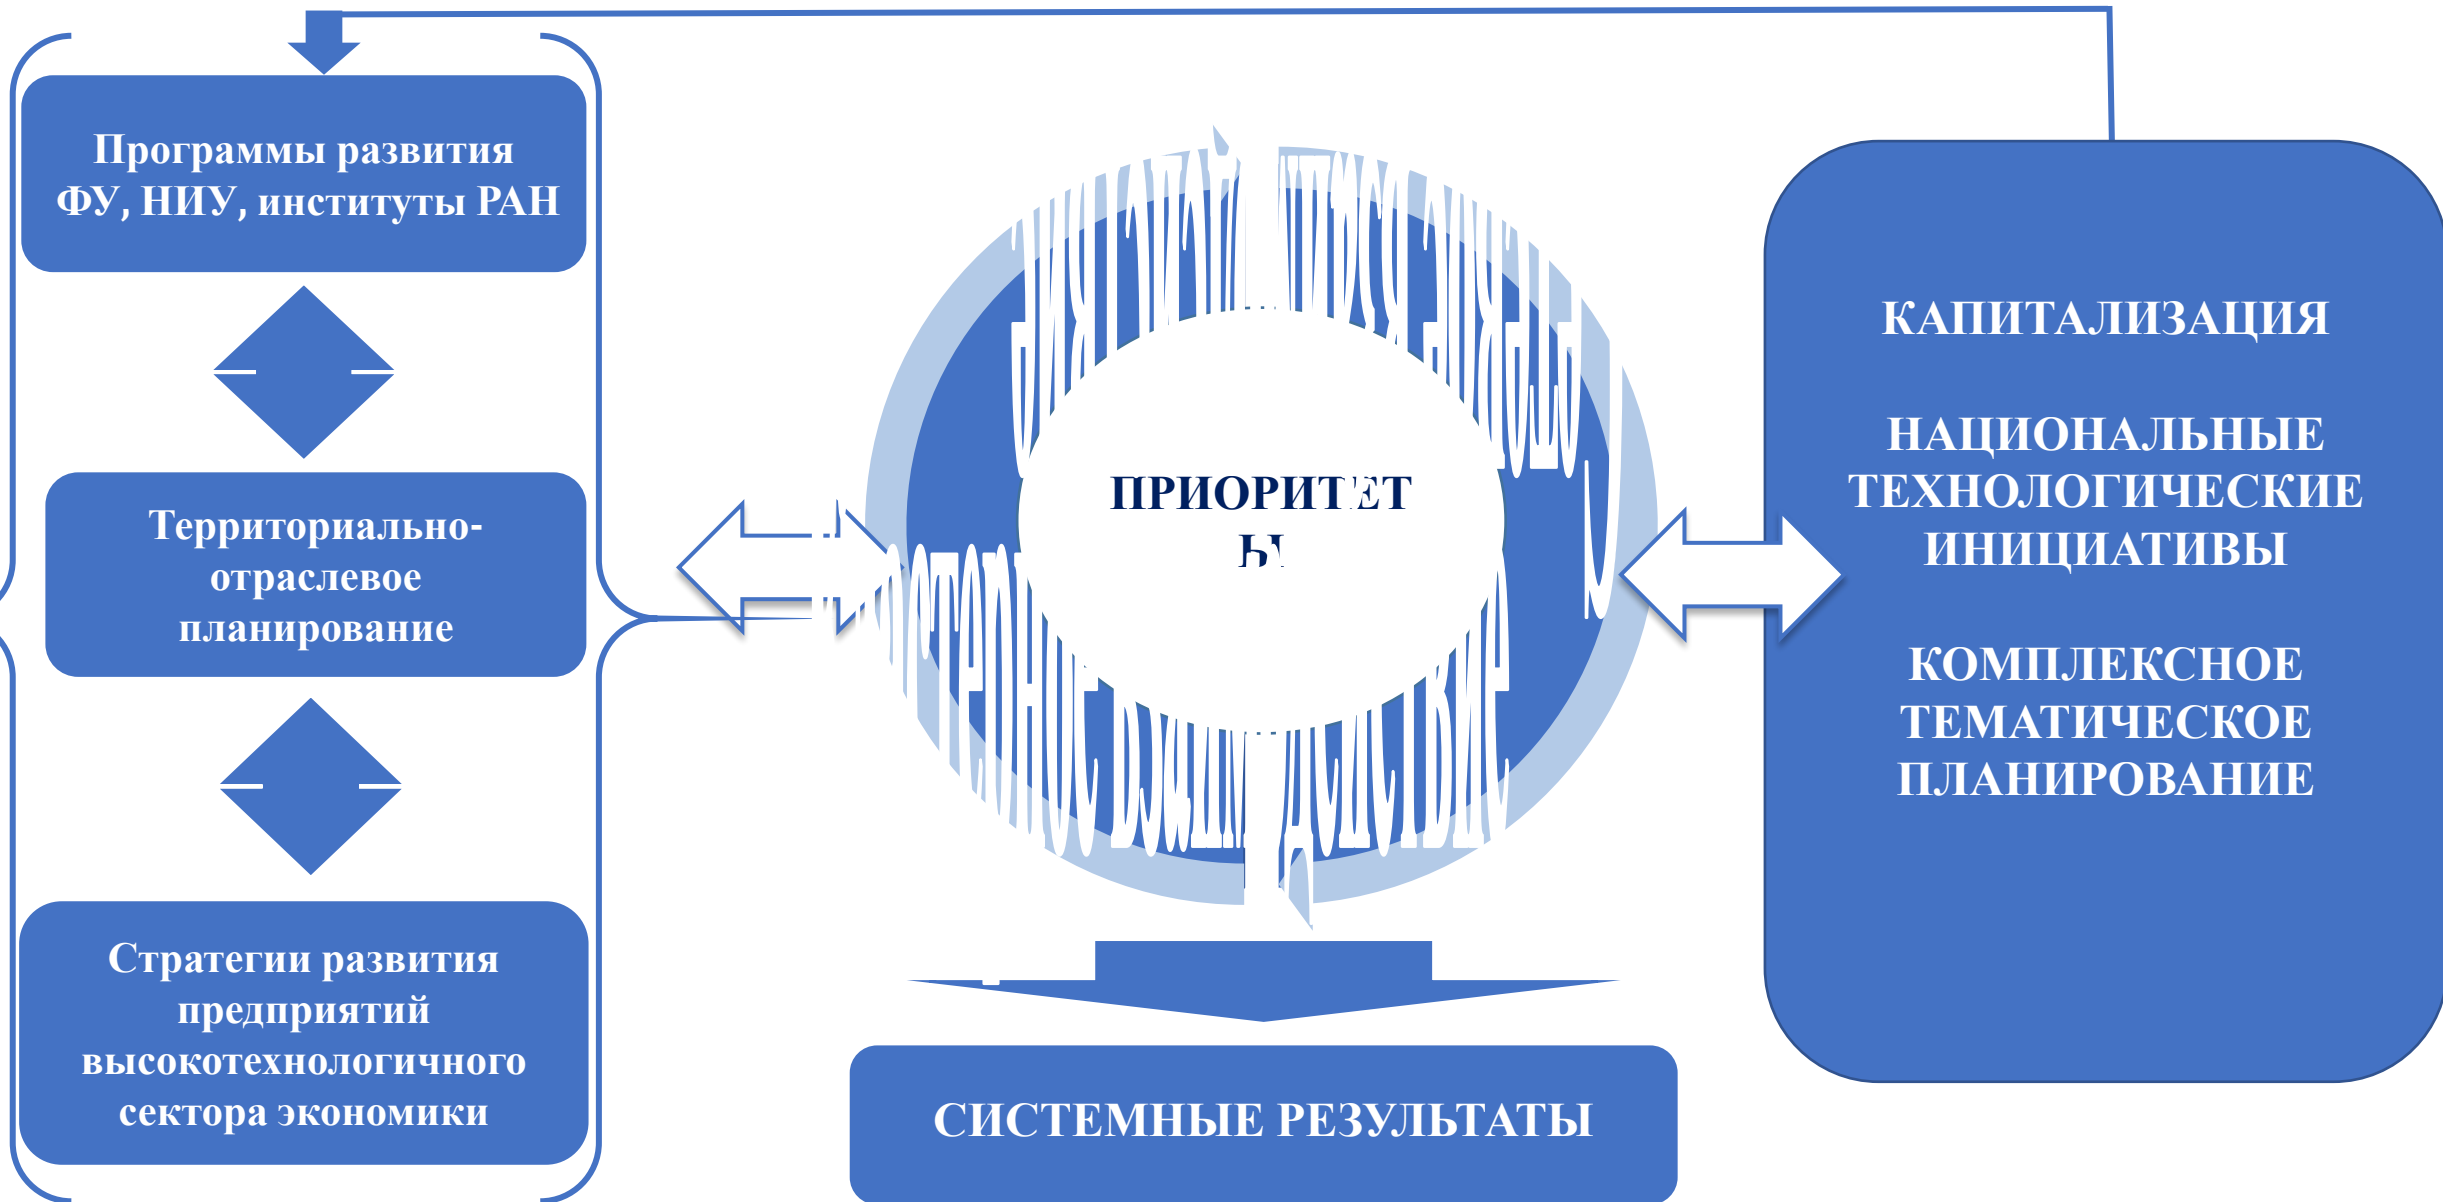 Программы развития
ФУ, НИУ, институты РАН
Территориально-
отраслевое
планирование
Стратегии развития
предприятий
высокотехнологичного
сектора экономики
ПРИОРИТЕТ
Ы
СИСТЕМНЫЕ РЕЗУЛЬТАТЫ
КАПИТАЛИЗАЦИЯ
НАЦИОНАЛЬНЫЕ
ТЕХНОЛОГИЧЕСКИЕ
ИНИЦИАТИВЫ
КОМПЛЕКСНОЕ
ТЕМАТИЧЕСКОЕ
ПЛАНИРОВАНИЕ